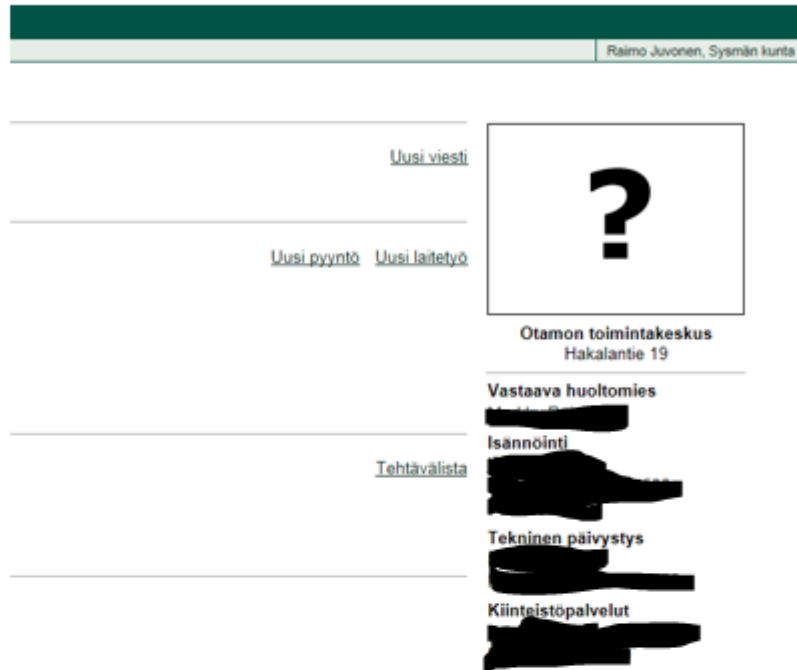 Raimo Juvonen, Sysmän kunta
Uusi viesti
?
Uusi pyyntö Uusi laitetyö
Otamon toimintakeskus
Hakalantie 19
Vastaava huoltomies
Isännöinti
Tehtävälista
Tekninen päivystys
Kiinteistöpalvelut